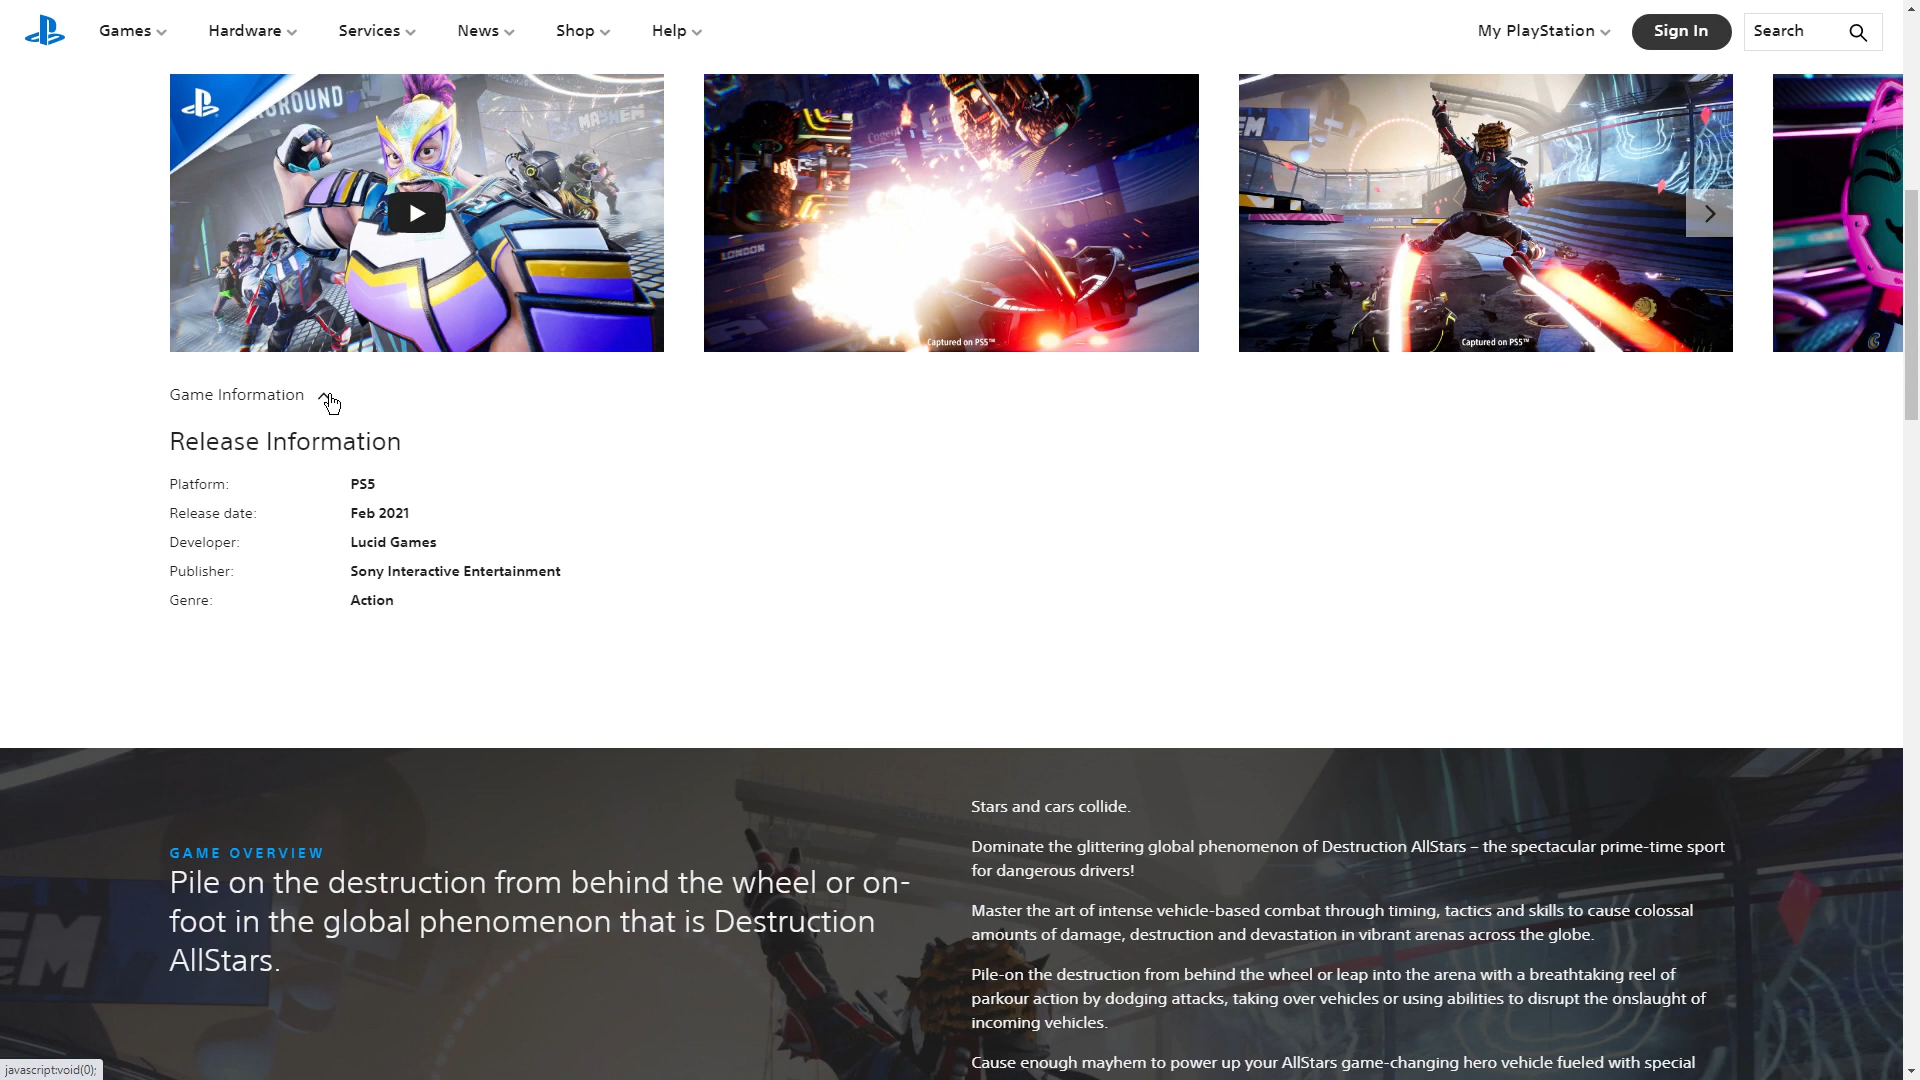 Games
Hardware
Services
News
Shop
Help
My PlayStation
Sign In
Search
MAYHEM
LONDON
Captured on PS5™
EM
Captured on PS5™
Game Information
Release Information
Platform: PS5
Release date: Feb 2021
Developer: Lucid Games
Publisher: Sony Interactive Entertainment
Genre: Action
GAME OVERVIEW
Pile on the destruction from behind the wheel or on-
foot in the global phenomenon that is Destruction
AllStars.
Stars and cars collide.
Dominate the glittering global phenomenon of Destruction AllStars – the spectacular prime-time sport
for dangerous drivers!
Master the art of intense vehicle-based combat through timing, tactics and skills to cause colossal
amounts of damage, destruction and devastation in vibrant arenas across the globe.
Pile-on the destruction from behind the wheel or leap into the arena with a breathtaking reel of
parkour action by dodging attacks, taking over vehicles or using abilities to disrupt the onslaught of
incoming vehicles.
Cause enough mayhem to power up your AllStars game-changing hero vehicle fueled with special
EM
javascript:void(0);